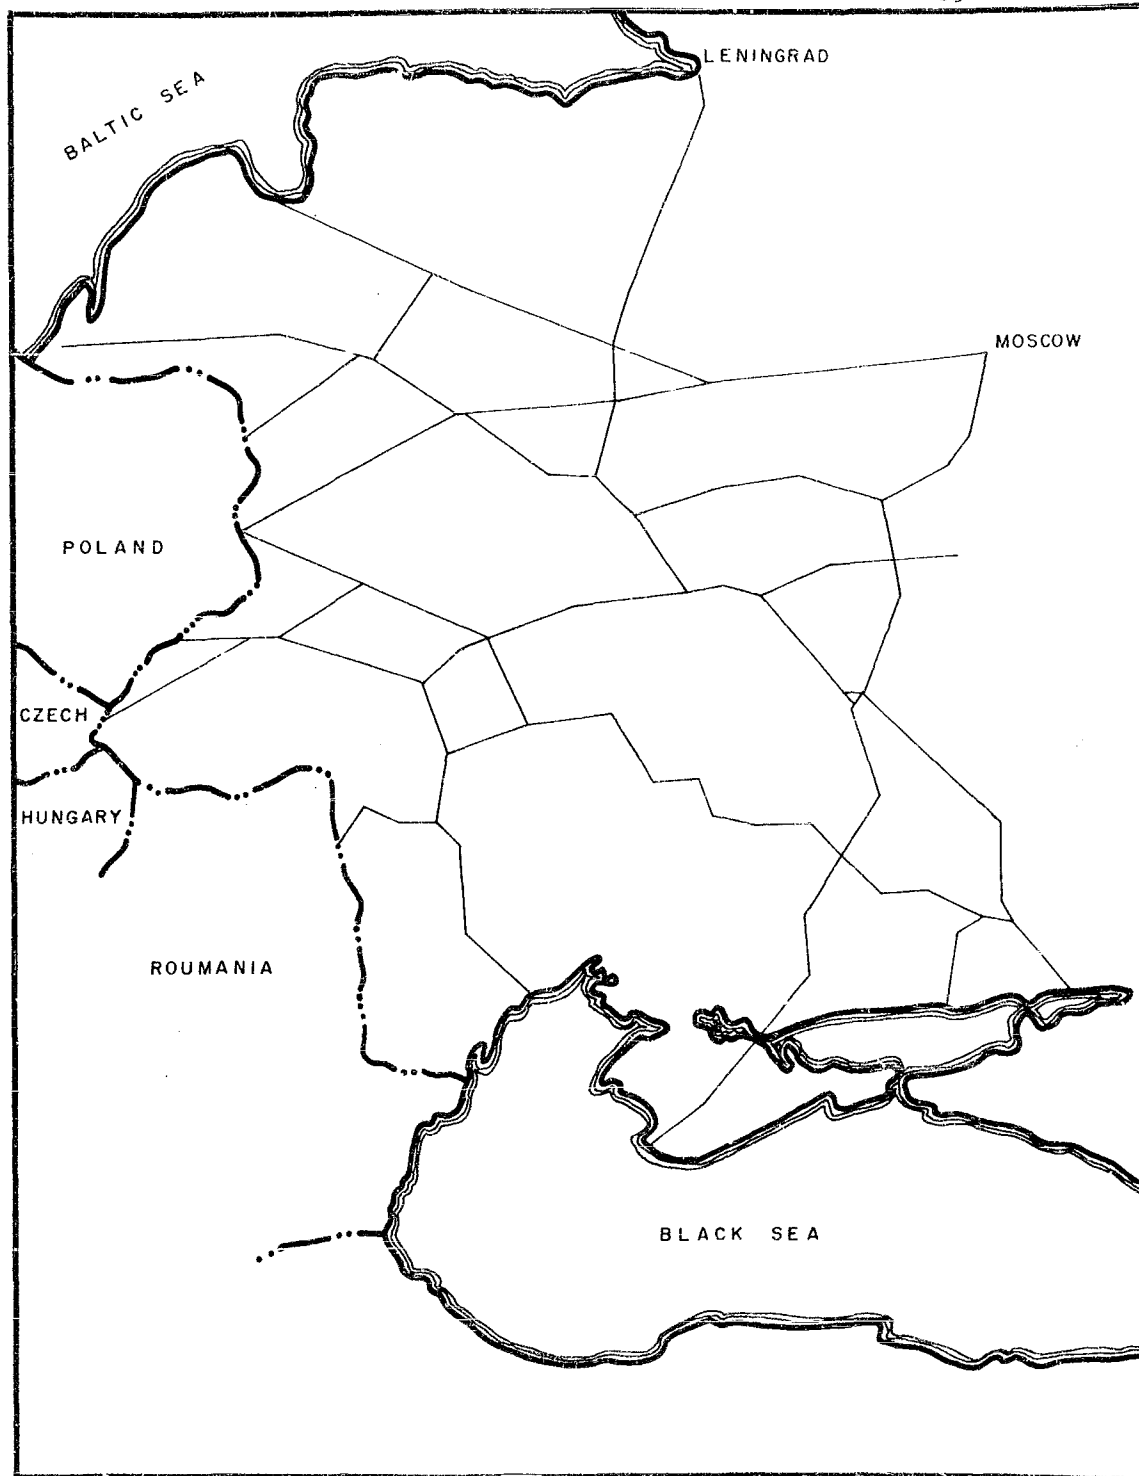 LENINGRAD
BALTIC SEA
MOSCOW
POLAND
CZECH
HUNGARY
ROUMANIA
BLACK SEA